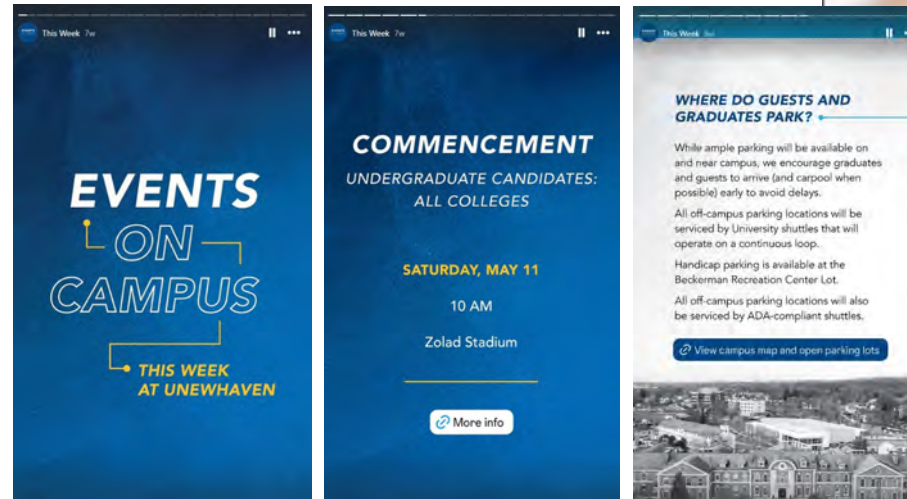 This Week 7w
EVENTS
ON
CAMPUS
THIS WEEK
AT UNEWHAVEN
This Week 7w
COMMENCEMENT
UNDERGRADUATE CANDIDATES:
ALL COLLEGES
SATURDAY, MAY 11
10 AM
Zolad Stadium
More info
This Week
WHERE DO GUESTS AND
GRADUATES PARK?
While ample parking will be available on
and near campus, we encourage graduates
and guests to arrive (and carpool when
possible) early to avoid delays.
All off-campus parking locations will be
serviced by University shuttles that will
operate on a continuous loop.
Handicap parking is available at the
Beckerman Recreation Center Lot.
All off-campus parking locations will also
be serviced by ADA-compliant shuttles.
View campus map and open parking lots